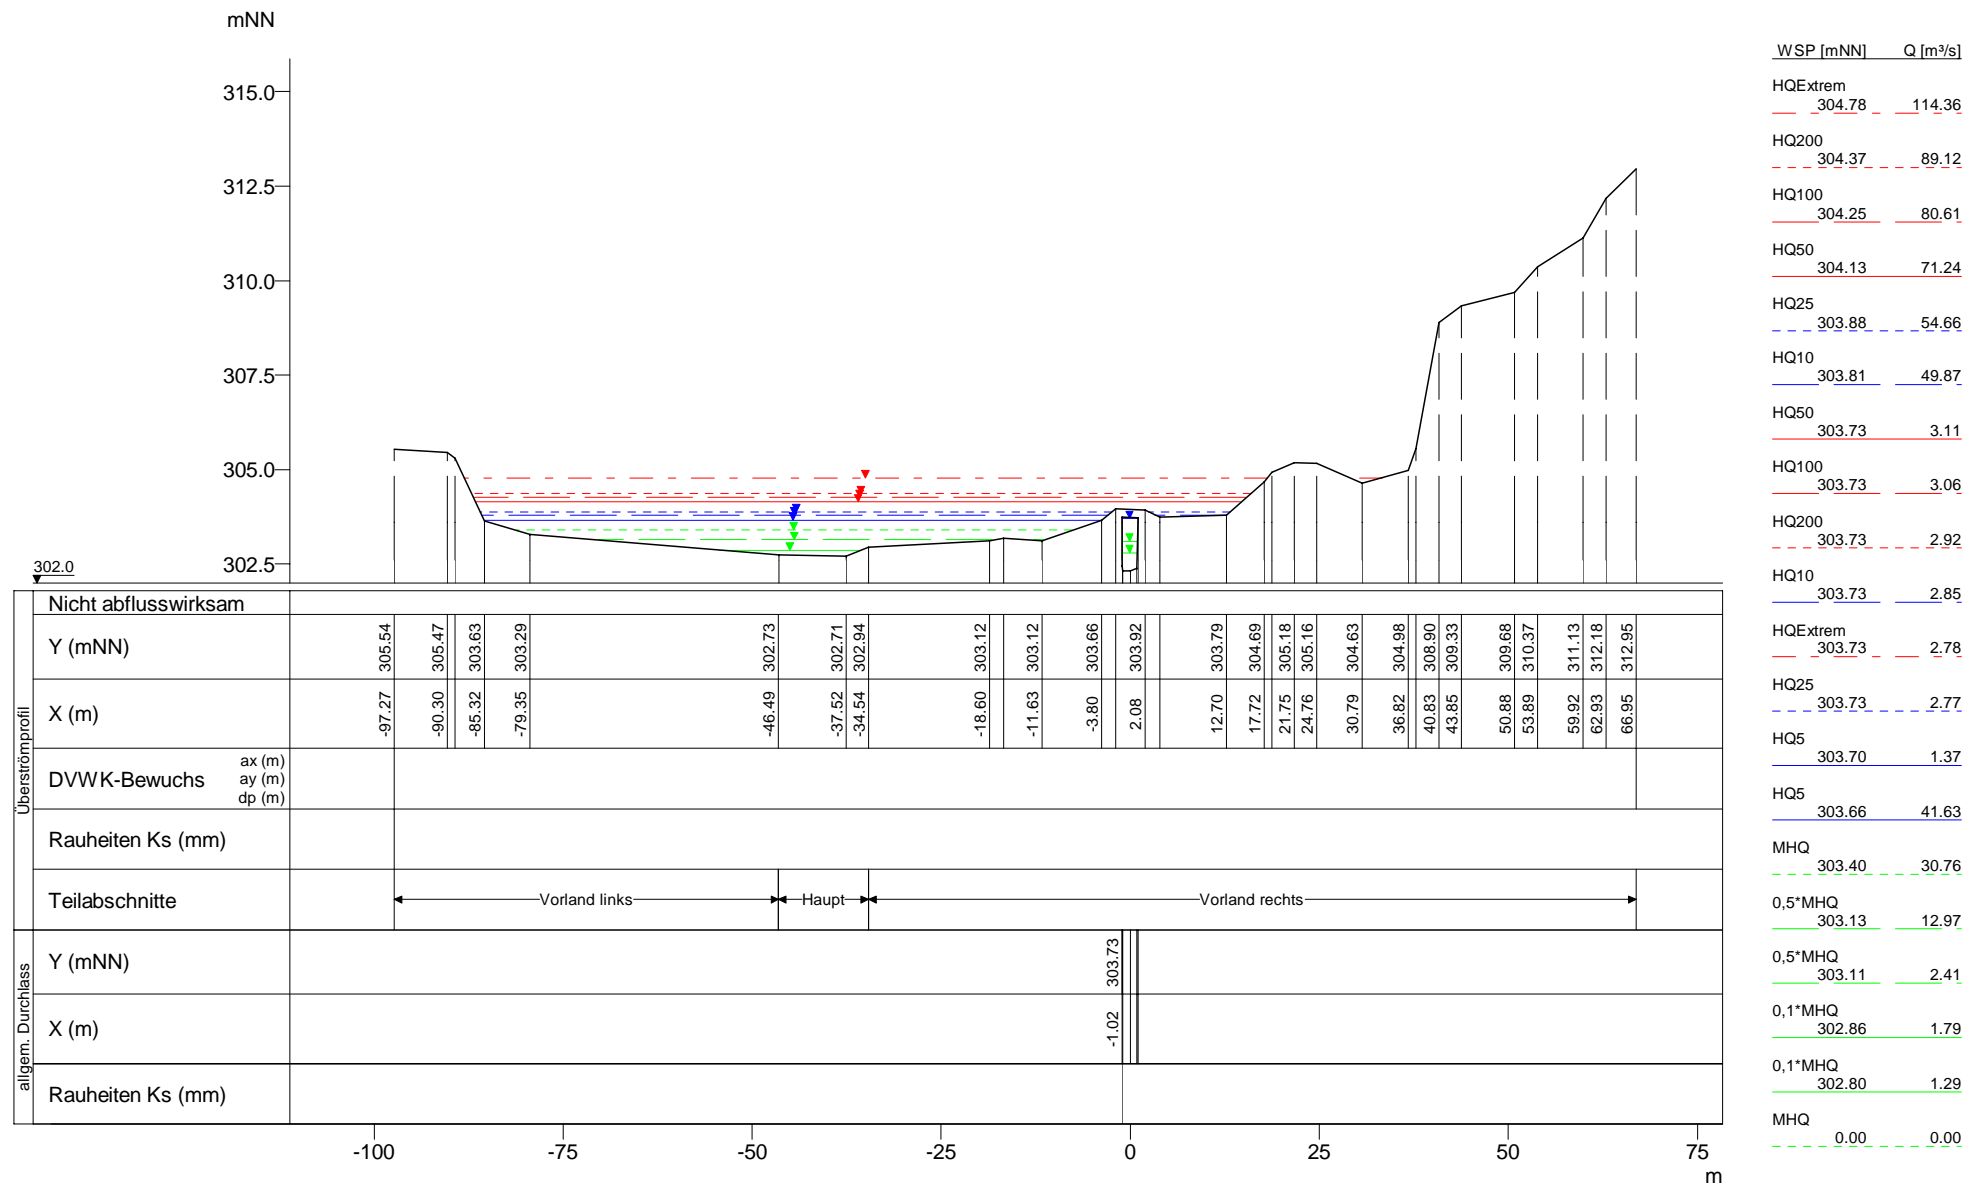 mNN
315.0
312.5
310.0
307.5
305.0
302.5
302.0
Überströmprofil
Nicht abflusswirksam
Y (mNN)
305.54 305.47 303.63 303.29 302.73 302.71 302.94 303.12 303.12 303.66 303.92 303.79 304.69 305.18 305.16 304.63 304.98 308.90 309.33 309.68 310.37 311.13 312.18 312.95
X (m)
-97.27 -90.30 -85.32 -79.35 -46.49 -37.52 -34.54 -18.60 -11.63 -3.80 2.08 12.70 17.72 21.75 24.76 30.79 36.82 40.83 43.85 50.88 53.89 59.92 62.93 66.95
DVWK-Bewuchs
ax (m)
ay (m)
dp (m)
Rauheiten Ks (mm)
Teilabschnitte
Vorland links Haupt Vorland rechts
allgem. Durchlass
Y (mNN)
303.73
X (m)
-1.02
Rauheiten Ks (mm)
-100 -75 -50 -25 0 25 50 75
m
WSP [mNN] Q [m³/s]
HQExtrem
304.78 114.36
HQ200
304.37 89.12
HQ100
304.25 80.61
HQ50
304.13 71.24
HQ25
303.88 54.66
HQ10
303.81 49.87
HQ50
303.73 3.11
HQ100
303.73 3.06
HQ200
303.73 2.92
HQ10
303.73 2.85
HQExtrem
303.73 2.78
HQ25
303.73 2.77
HQ5
303.70 1.37
HQ5
303.66 41.63
MHQ
303.40 30.76
0,5*MHQ
303.13 12.97
0,5*MHQ
303.11 2.41
0,1*MHQ
302.86 1.79
0,1*MHQ
302.80 1.29
MHQ
0.00 0.00